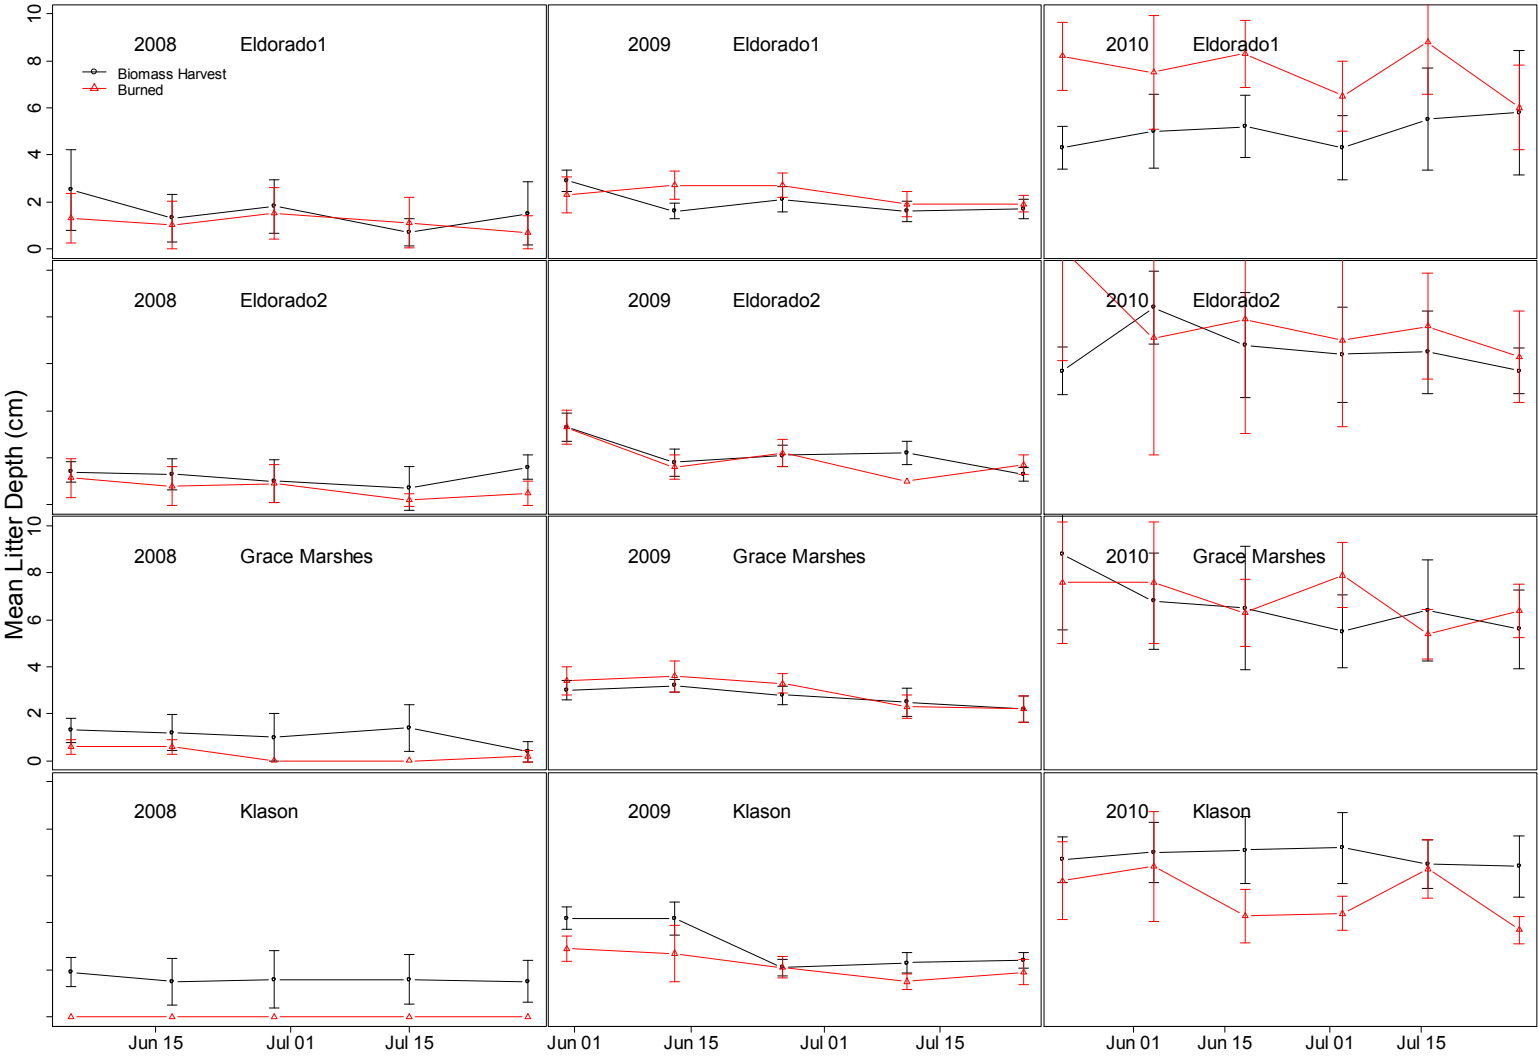 2008 Eldorado1
Biomass Harvest
Burned
2009 Eldorado1
2010 Eldorado1
10
8
6
4
2
0
2008 Eldorado2
2009 Eldorado2
2010 Eldorado2
Mean Litter Depth (cm)
2008 Grace Marshes
2009 Grace Marshes
2010 Grace Marshes
10
8
6
4
2
0
2008 Klason
2009 Klason
2010 Klason
Jun 15 Jul 01 Jul 15
Jun 01 Jun 15 Jul 01 Jul 15
Jun 01 Jun 15 Jul 01 Jul 15